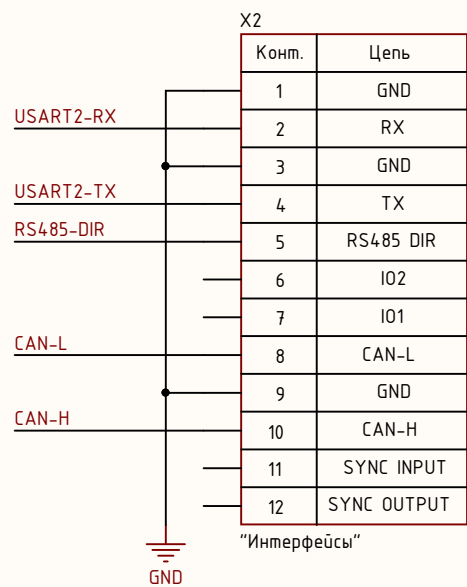 X2
Конт. Цепь
1 GND
USART2-RX 2 RX
3 GND
USART2-TX 4 TX
RS485-DIR 5 RS485 DIR
6 IO2
7 IO1
CAN-L 8 CAN-L
9 GND
CAN-H 10 CAN-H
11 SYNC INPUT
12 SYNC OUTPUT
"Интерфейсы"
GND